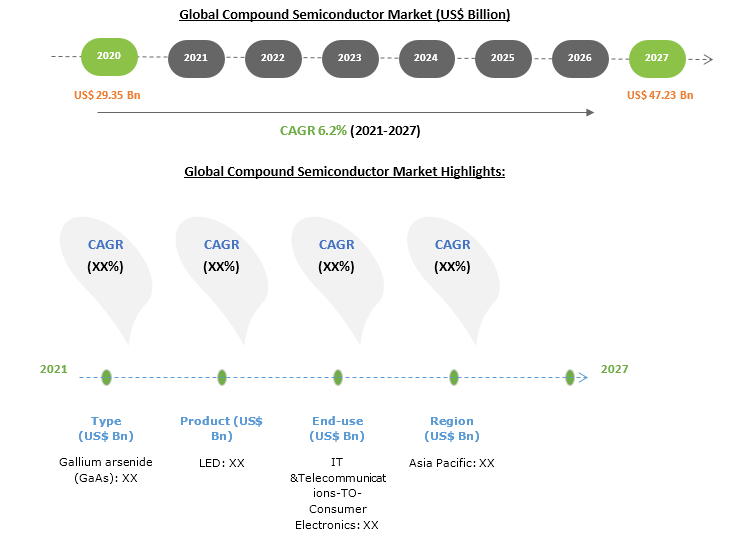 Global Compound Semiconductor Market (US$ Billion)
2020
2021
2022
2023
2024
2025
2026
2027
US$ 29.35 Bn
US$ 47.23 Bn
CAGR 6.2% (2021-2027)
Global Compound Semiconductor Market Highlights:
CAGR
(XX%)
CAGR
(XX%)
CAGR
(XX%)
CAGR
(XX%)
2021
2027
Type
(US$ Bn)
Gallium arsenide
(GaAs): XX
Product (US$
Bn)
LED: XX
End-use
(US$ Bn)
IT
&Telecommunicat
ions-TO-
Consumer
Electronics: XX
Region
(US$ Bn)
Asia Pacific: XX